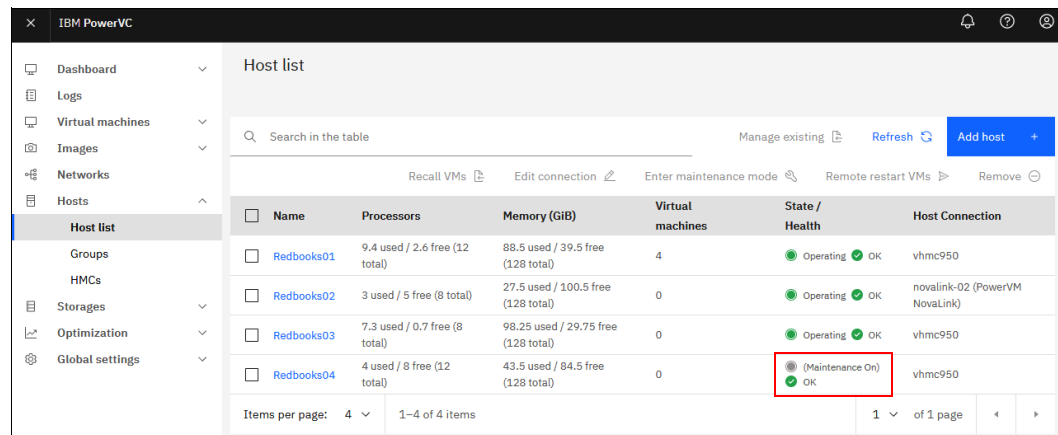 IBM PowerVC
Dashboard
Logs
Virtual machines
Images
Networks
Hosts
Host list
Groups
HMCs
Storages
Optimization
Global settings
Host list
Search in the table
Manage existing
Refresh
Add host +
Recall VMs
Edit connection
Enter maintenance mode
Remote restart VMs
Remove
Name Processors Memory (GiB) Virtual machines State / Health Host Connection
Redbooks01 9.4 used / 2.6 free (12 total) 88.5 used / 39.5 free (128 total) 4 Operating OK vhmc950
Redbooks02 3 used / 5 free (8 total) 27.5 used / 100.5 free (128 total) 0 Operating OK novalink-02 (PowerVM NovaLink)
Redbooks03 7.3 used / 0.7 free (8 total) 98.25 used / 29.75 free (128 total) 0 Operating OK vhmc950
Redbooks04 4 used / 8 free (12 total) 43.5 used / 84.5 free (128 total) 0 (Maintenance On) OK vhmc950
Items per page: 4 1–4 of 4 items 1 of 1 page